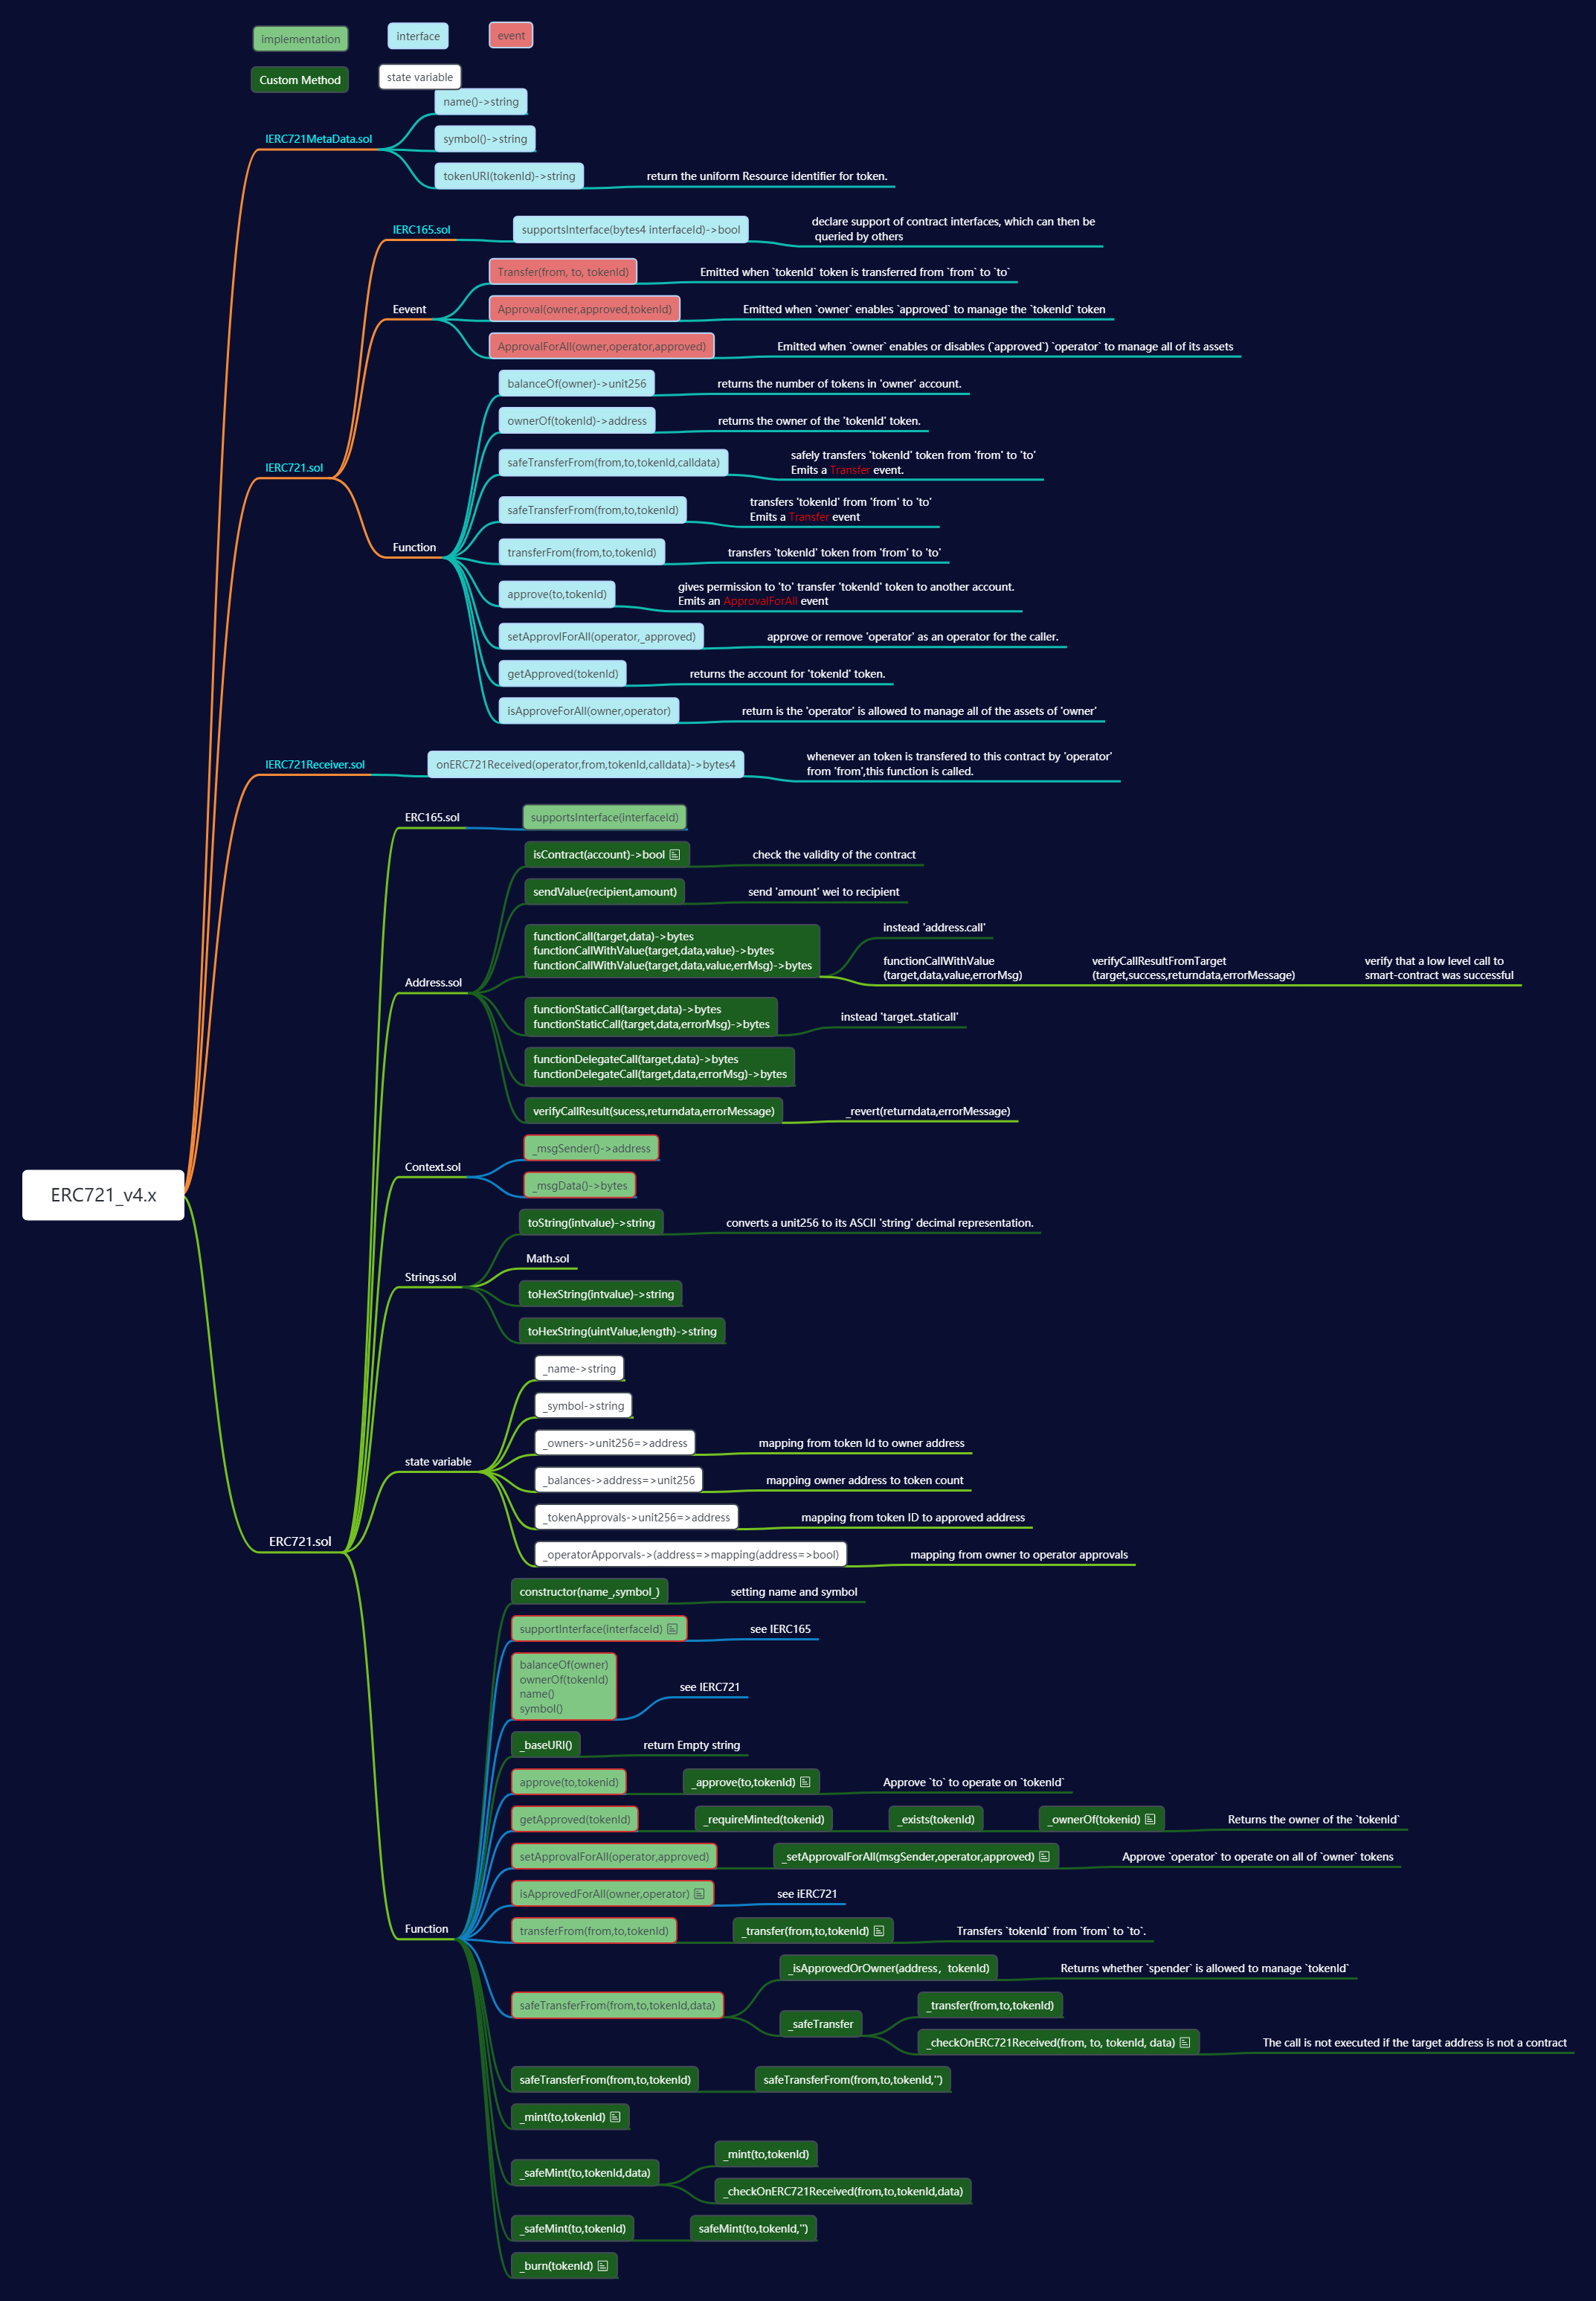 implementation
interface
event
Custom Method
state variable
name()->string
IERC721MetaData.sol
symbol()->string
tokenURI(tokenId)->string
return the uniform Resource identifier for token.
IERC165.sol
supportsInterface(bytes4 interfaceId)->bool
declare support of contract interfaces, which can then be
queried by others
Eevent
Transfer(from, to, tokenId)
Emitted when `tokenId` token is transferred from `from` to `to`
Approval(owner,approved,tokenId)
Emitted when `owner` enables `approved` to manage the `tokenId` token
ApprovalForAll(owner,operator,approved)
Emitted when `owner` enables or disables (`approved`) `operator` to manage all of its assets
IERC721.sol
Function
balanceOf(owner)->unit256
returns the number of tokens in 'owner' account.
ownerOf(tokenId)->address
returns the owner of the 'tokenId' token.
safeTransferFrom(from,to,tokenId,calldata)
safely transfers 'tokenId' token from 'from' to 'to'
Emits a Transfer event.
safeTransferFrom(from,to,tokenId)
transfers 'tokenId' from 'from' to 'to'
Emits a Transfer event
transferFrom(from,to,tokenId)
transfers 'tokenId' token from 'from' to 'to'
approve(to,tokenId)
gives permission to 'to' transfer 'tokenId' token to another account.
Emits an ApprovalForAll event
setApprovlForAll(operator,_approved)
approve or remove 'operator' as an operator for the caller.
getApproved(tokenId)
returns the account for 'tokenId' token.
isApproveForAll(owner,operator)
return is the 'operator' is allowed to manage all of the assets of 'owner'
IERC721Receiver.sol
onERC721Received(operator,from,tokenId,calldata)->bytes4
whenever an token is transfered to this contract by 'operator'
from 'from',this function is called.
ERC165.sol
supportsInterface(interfaceId)
Address.sol
isContract(account)->bool
check the validity of the contract
sendValue(recipient,amount)
send 'amount' wei to recipient
functionCall(target,data)->bytes
functionCallWithValue(target,data,value)->bytes
functionCallWithValue(target,data,value,errMsg)->bytes
instead 'address.call'
functionCallWithValue
(target,data,value,errorMsg)
verifyCallResultFromTarget
(target,success,returndata,errorMessage)
verify that a low level call to
smart-contract was successful
functionStaticCall(target,data)->bytes
functionStaticCall(target,data,errorMsg)->bytes
instead 'target..staticall'
functionDelegateCall(target,data)->bytes
functionDelegateCall(target,data,errorMsg)->bytes
verifyCallResult(sucess,returndata,errorMessage)
_revert(returndata,errorMessage)
Context.sol
_msgSender()->address
_msgData()->bytes
ERC721_v4.x
Strings.sol
toString(intvalue)->string
converts a unit256 to its ASCII 'string' decimal representation.
Math.sol
toHexString(intvalue)->string
toHexString(uintValue,length)->string
state variable
_name->string
_symbol->string
_owners->unit256=>address
mapping from token Id to owner address
_balances->address=>unit256
mapping owner address to token count
_tokenApprovals->unit256=>address
mapping from token ID to approved address
_operatorApporvals->(address=>mapping(address=>bool)
mapping from owner to operator approvals
ERC721.sol
Function
constructor(name_,symbol_)
setting name and symbol
supportInterface(interfaceId)
see IERC165
balanceOf(owner)
ownerOf(tokenId)
name()
symbol()
see IERC721
_baseURI()
return Empty string
approve(to,tokenid)
_approve(to,tokenId)
Approve `to` to operate on `tokenId`
getApproved(tokenId)
_requireMinted(tokenid)
_exists(tokenId)
_ownerOf(tokenid)
Returns the owner of the `tokenId`
setApprovalForAll(operator,approved)
_setApprovalForAll(msgSender,operator,approved)
Approve `operator` to operate on all of `owner` tokens
isApprovedForAll(owner,operator)
see iERC721
transferFrom(from,to,tokenId)
_transfer(from,to,tokenId)
Transfers `tokenId` from `from` to `to`.
safeTransferFrom(from,to,tokenId,data)
_isApprovedOrOwner(address，tokenId)
Returns whether `spender` is allowed to manage `tokenId`
_safeTransfer
_transfer(from,to,tokenId)
_checkOnERC721Received(from, to, tokenId, data)
The call is not executed if the target address is not a contract
safeTransferFrom(from,to,tokenId)
safeTransferFrom(from,to,tokenId,'')
_mint(to,tokenId)
_safeMint(to,tokenId,data)
_mint(to,tokenId)
_checkOnERC721Received(from,to,tokenId,data)
_safeMint(to,tokenId)
safeMint(to,tokenId,'')
_burn(tokenId)